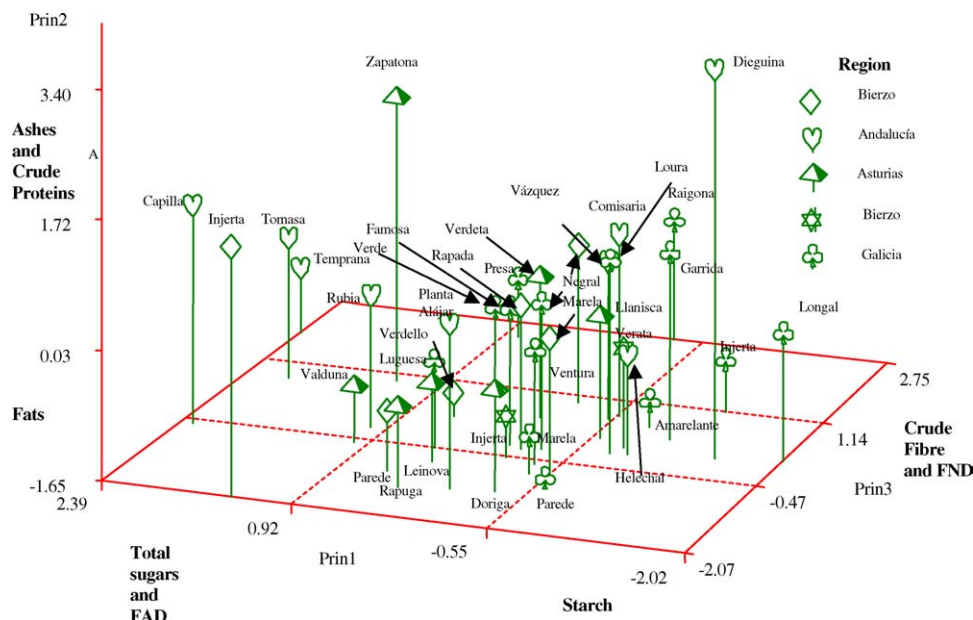 Prin2
Zapatona
Dieguina
Region
Bierzo
Andalucía
Asturias
Bierzo
Galicia
3.40
Ashes
and
Crude
Proteins
A
1.72
0.03
Fats
-1.65
2.39
Capilla
Injerta
Tomasa
Temprana
Famosa
Verde
Rapada
Verdeta
Vázquez
Comisaria
Loura
Raigona
Presa
Negral
Marela
Garrida
Rubia
Planta
Alájar
Llanisca
Longal
Verdello
Luguesa
Verata
Injerta
Valduna
Ventura
Amarelante
Parede
Rapuga
Leinova
Injerta
Marela
Doriga
Parede
Helechal
2.75
1.14
Crude
Fibre
and FND
-0.47
Prin3
-2.07
0.92
Prin1
-0.55
-2.02
Total
sugars
and
FAD
Starch